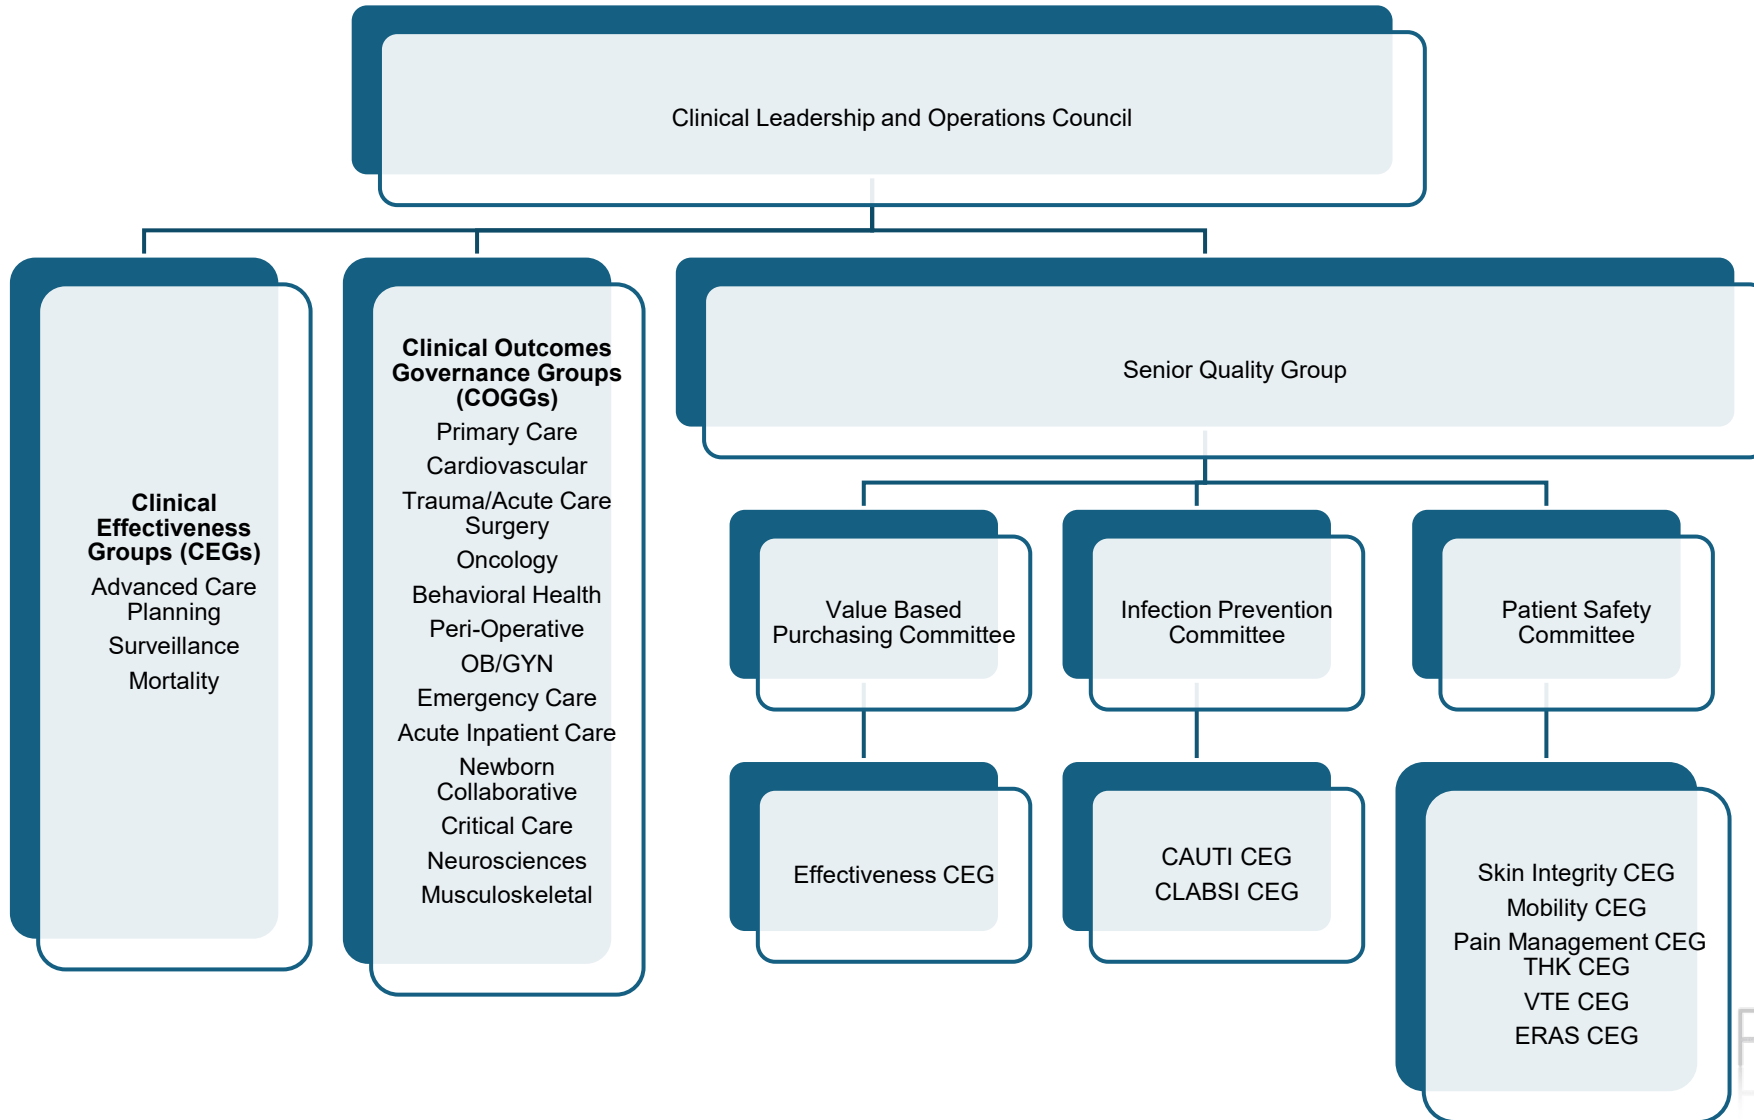 Clinical Leadership and Operations Council
Clinical
Effectiveness
Groups (CEGs)
Advanced Care
Planning
Surveillance
Mortality
Clinical Outcomes
Governance Groups
(COGGs)
Primary Care
Cardiovascular
Trauma/Acute Care
Surgery
Oncology
Behavioral Health
Peri-Operative
OB/GYN
Emergency Care
Acute Inpatient Care
Newborn
Collaborative
Critical Care
Neurosciences
Musculoskeletal
Senior Quality Group
Value Based
Purchasing Committee
Effectiveness CEG
Infection Prevention
Committee
CAUTI CEG
CLABSI CEG
Patient Safety
Committee
Skin Integrity CEG
Mobility CEG
Pain Management CEG
THK CEG
VTE CEG
ERAS CEG